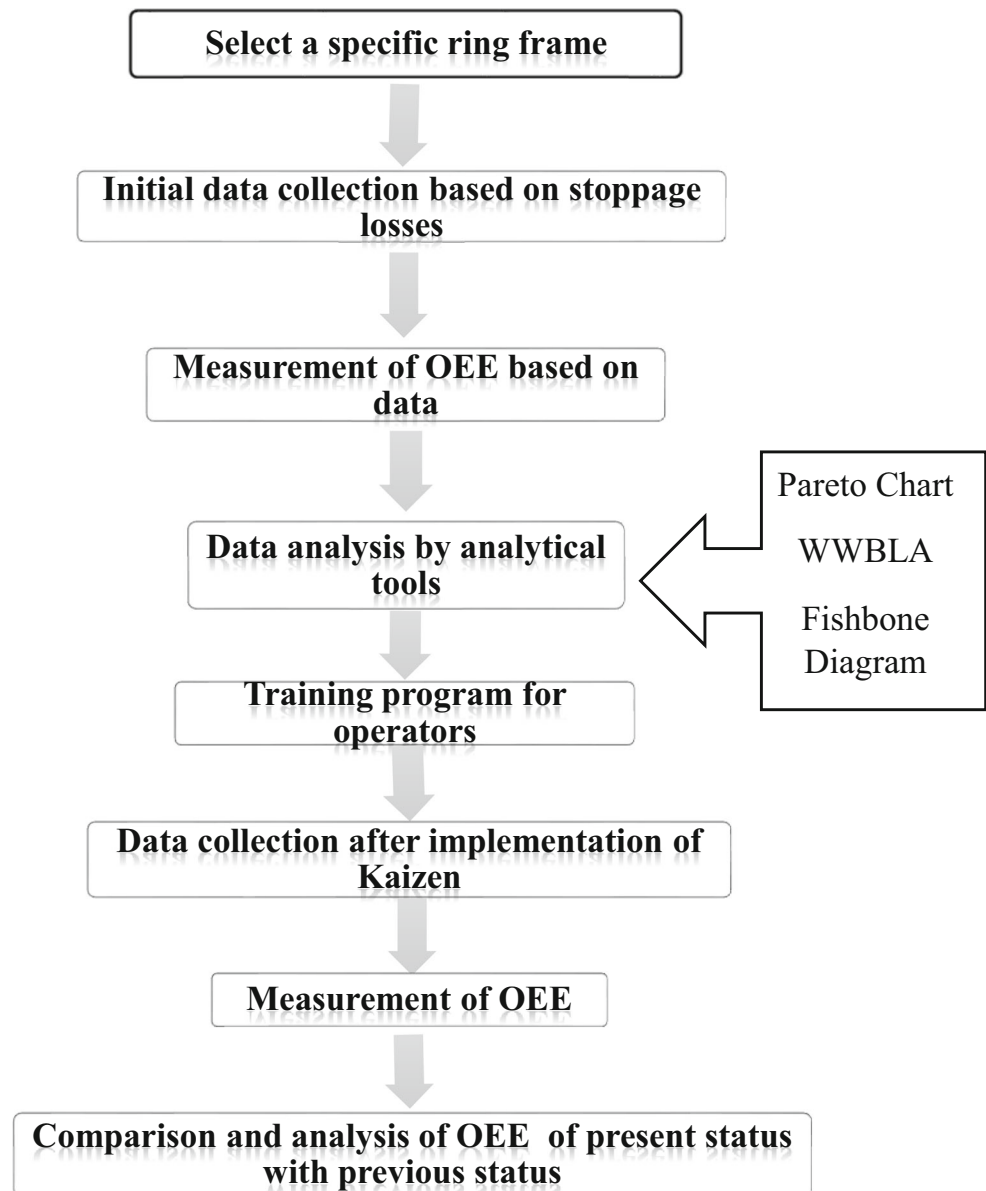 Select a specific ring frame
Initial data collection based on stoppage
losses
Measurement of OEE based on
data
Data analysis by analytical
tools
Pareto Chart
WWBLA
Fishbone
Diagram
Training program for
operators
Data collection after implementation of
Kaizen
Measurement of OEE
Comparison and analysis of OEE of present status
with previous status